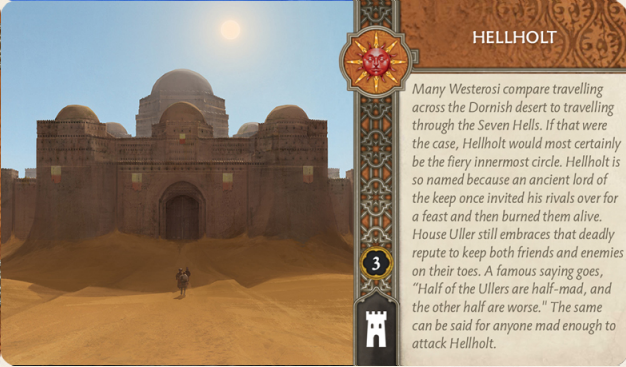 HELLHOLT
Many Westerosi compare travelling
across the Dornish desert to travelling
through the Seven Hells. If that were
the case, Hellholt would most certainly
be the fiery innermost circle. Hellholt is
so named because an ancient lord of
the keep once invited his rivals over for
a feast and then burned them alive.
House Uller still embraces that deadly
repute to keep both friends and enemies
on their toes. A famous saying goes,
“Half of the Ullers are half-mad, and
the other half are worse." The same
can be said for anyone mad enough to
attack Hellholt.
3